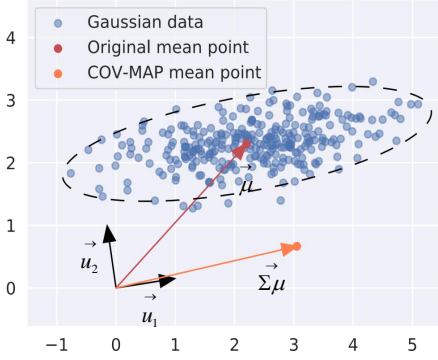 Gaussian data
Original mean point
COV-MAP mean point
4
3
2
1
0
μ
u2
u1
Σμ
−1
0
1
2
3
4
5